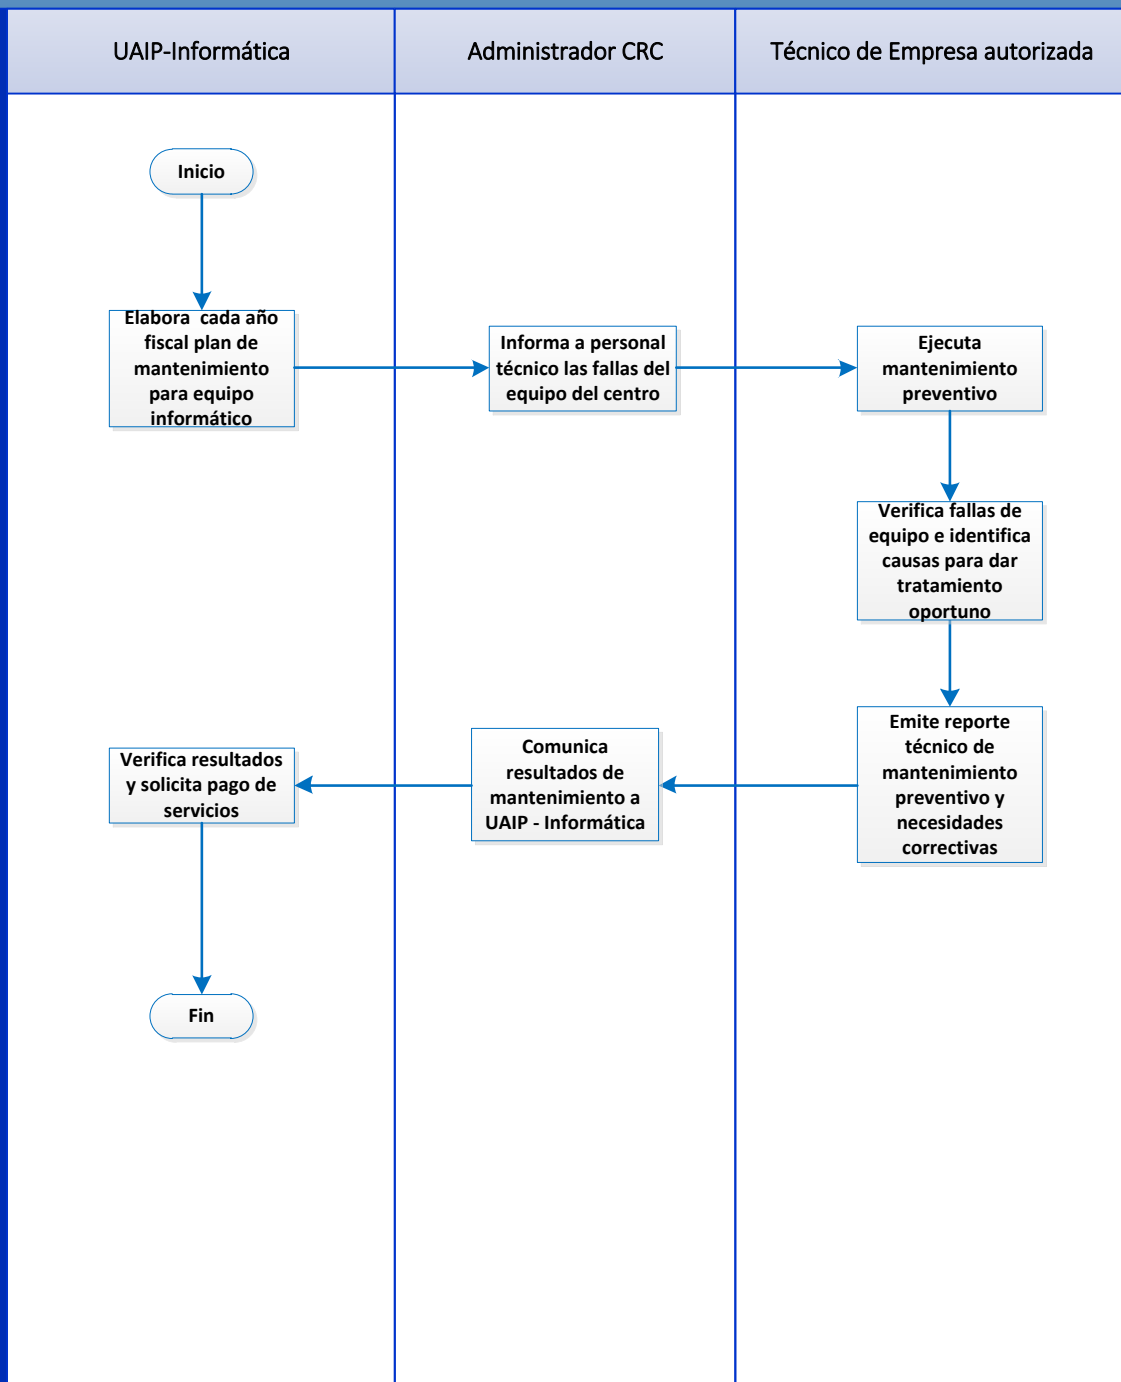 UAIP-Informática
Administrador CRC
Técnico de Empresa autorizada
Inicio
Elabora cada año
fiscal plan de
mantenimiento
para equipo
informático
Informa a personal
técnico las fallas del
equipo del centro
Ejecuta
mantenimiento
preventivo
Verifica fallas de
equipo e identifica
causas para dar
tratamiento
oportuno
Emite reporte
técnico de
mantenimiento
preventivo y
necesidades
correctivas
Comunica
resultados de
mantenimiento a
UAIP - Informática
Verifica resultados
y solicita pago de
servicios
Fin